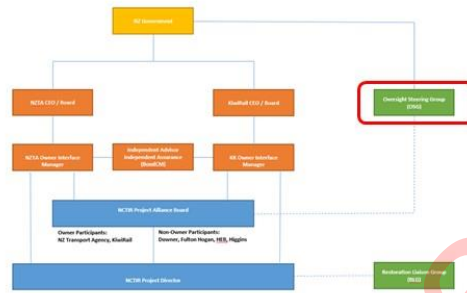 NZ Government
NZTA CEO / Board
KiwiRail CEO / Board
Oversight Steering Group
(OSG)
NZTA Owner Interface
Manager
Independent Advisor
Independent Assurance
KR Owner Interface
Manager
NCTIR Project Alliance Board
Owner Participants:
NZ Transport Agency, KiwiRail
Non-Owner Participants:
Downer, Fulton Hogan, HEB, Higgins
NCTIR Project Director
Restoration Liaison Group
(RLG)